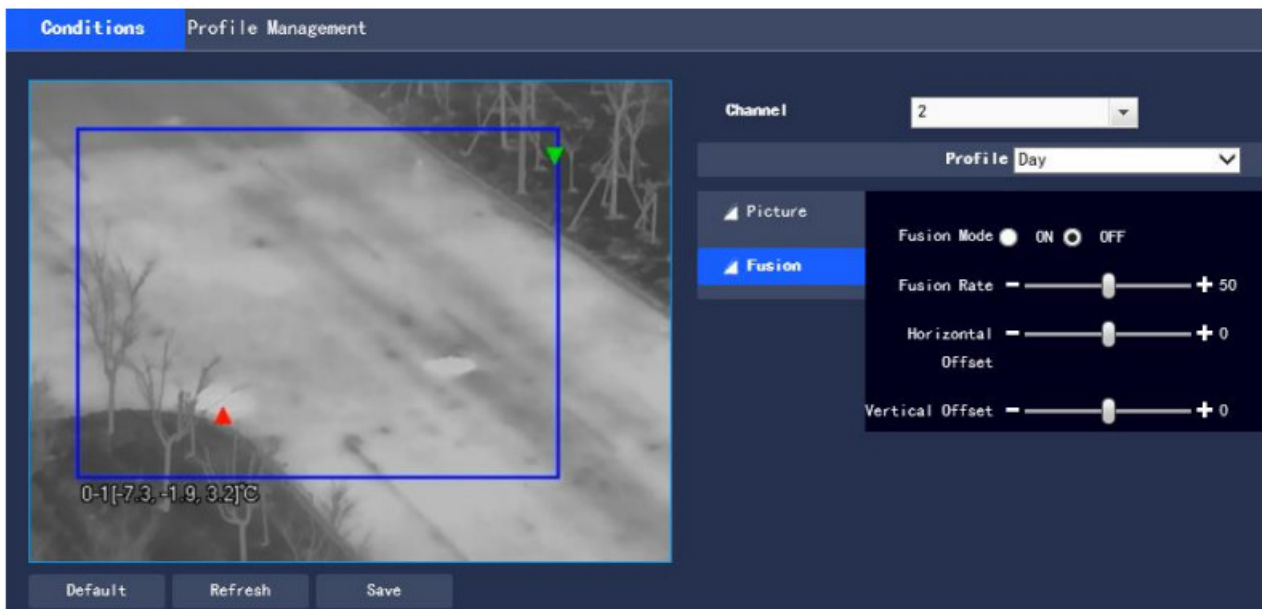 Conditions Profile Management
Channel 2
Profile Day
Picture
Fusion
Fusion Mode ON OFF
Fusion Rate 50
Horizontal Offset 0
Vertical Offset 0
0-1[-7.3, -1.9, 3.2]℃
Default Refresh Save